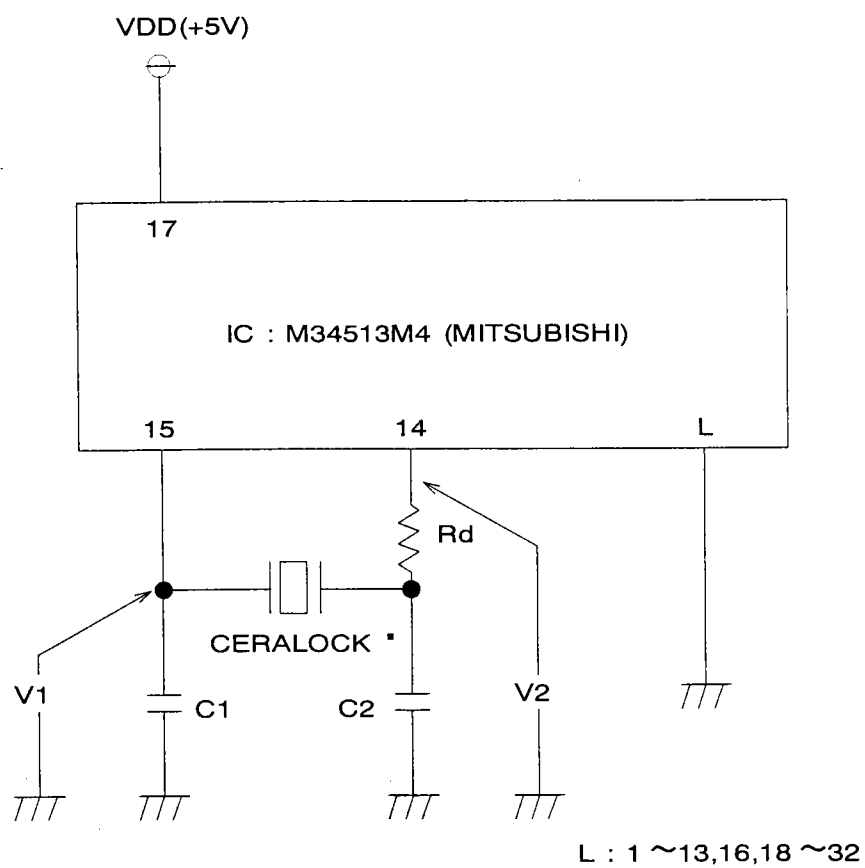 VDD(+5V)
17
IC : M34513M4 (MITSUBISHI)
15 14 L
Rd
CERALOCK
V1 C1 C2 V2
L : 1 ~13,16,18 ~32